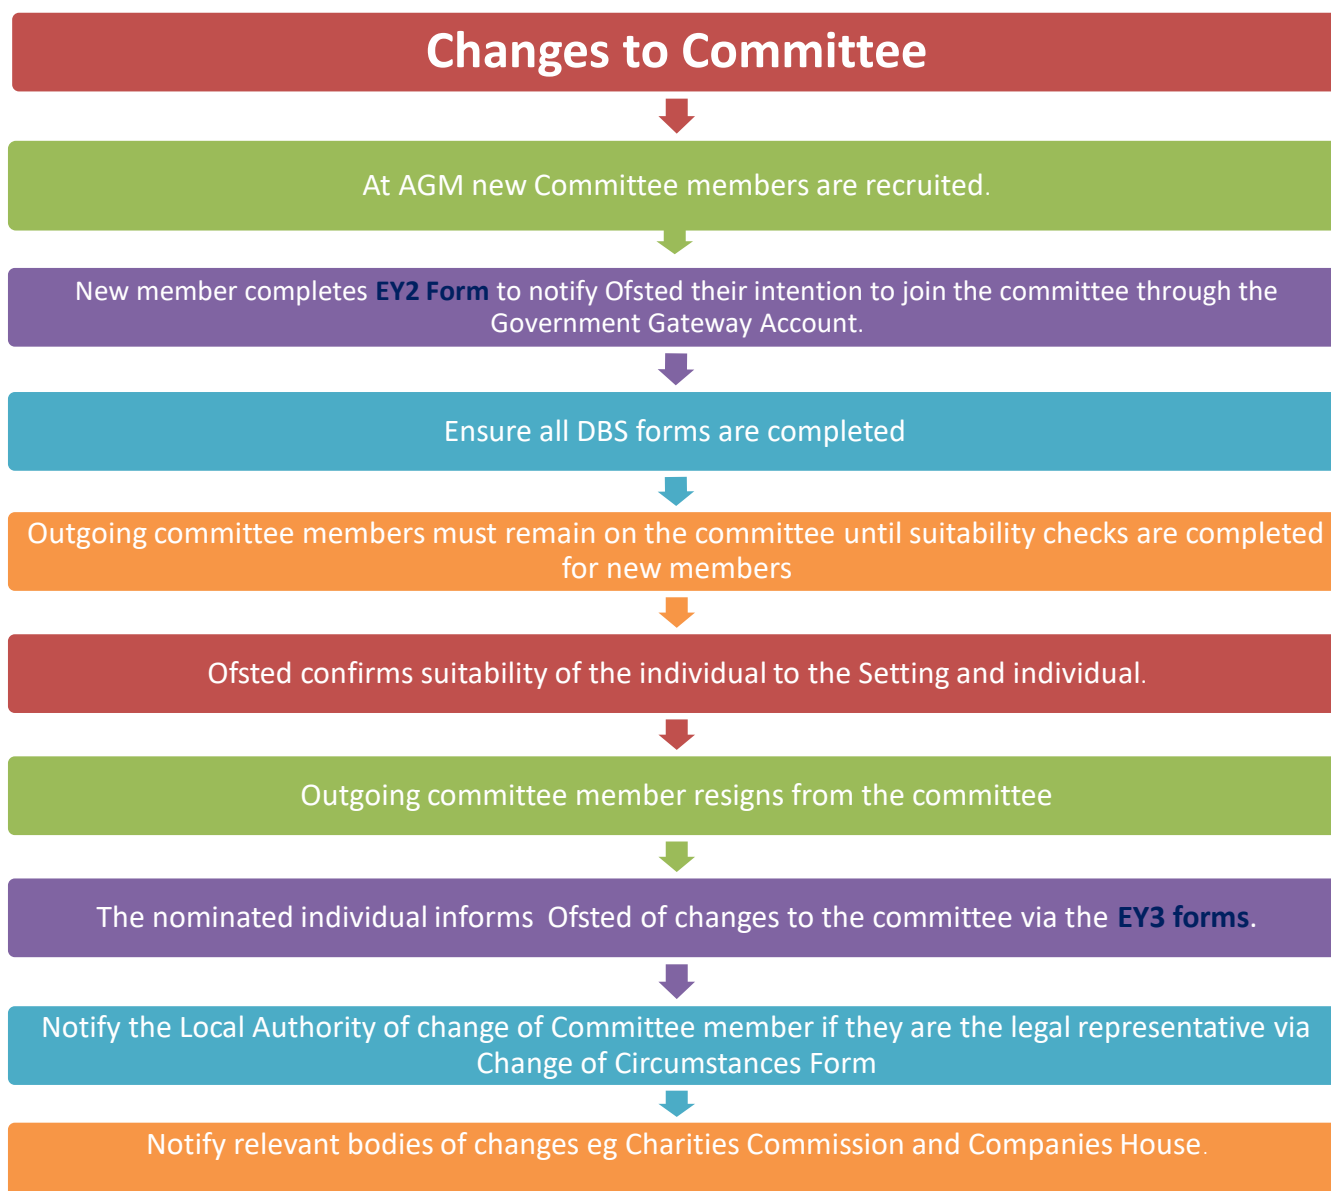 Changes to Committee
At AGM new Committee members are recruited.
New member completes EY2 Form to notify Ofsted their intention to join the committee through the
Government Gateway Account.
Ensure all DBS forms are completed
Outgoing committee members must remain on the committee until suitability checks are completed
for new members
Ofsted confirms suitability of the individual to the Setting and individual.
Outgoing committee member resigns from the committee
The nominated individual informs  Ofsted of changes to the committee via the EY3 forms.
Notify the Local Authority of change of Committee member if they are the legal representative via
Change of Circumstances Form
Notify relevant bodies of changes eg Charities Commission and Companies House.